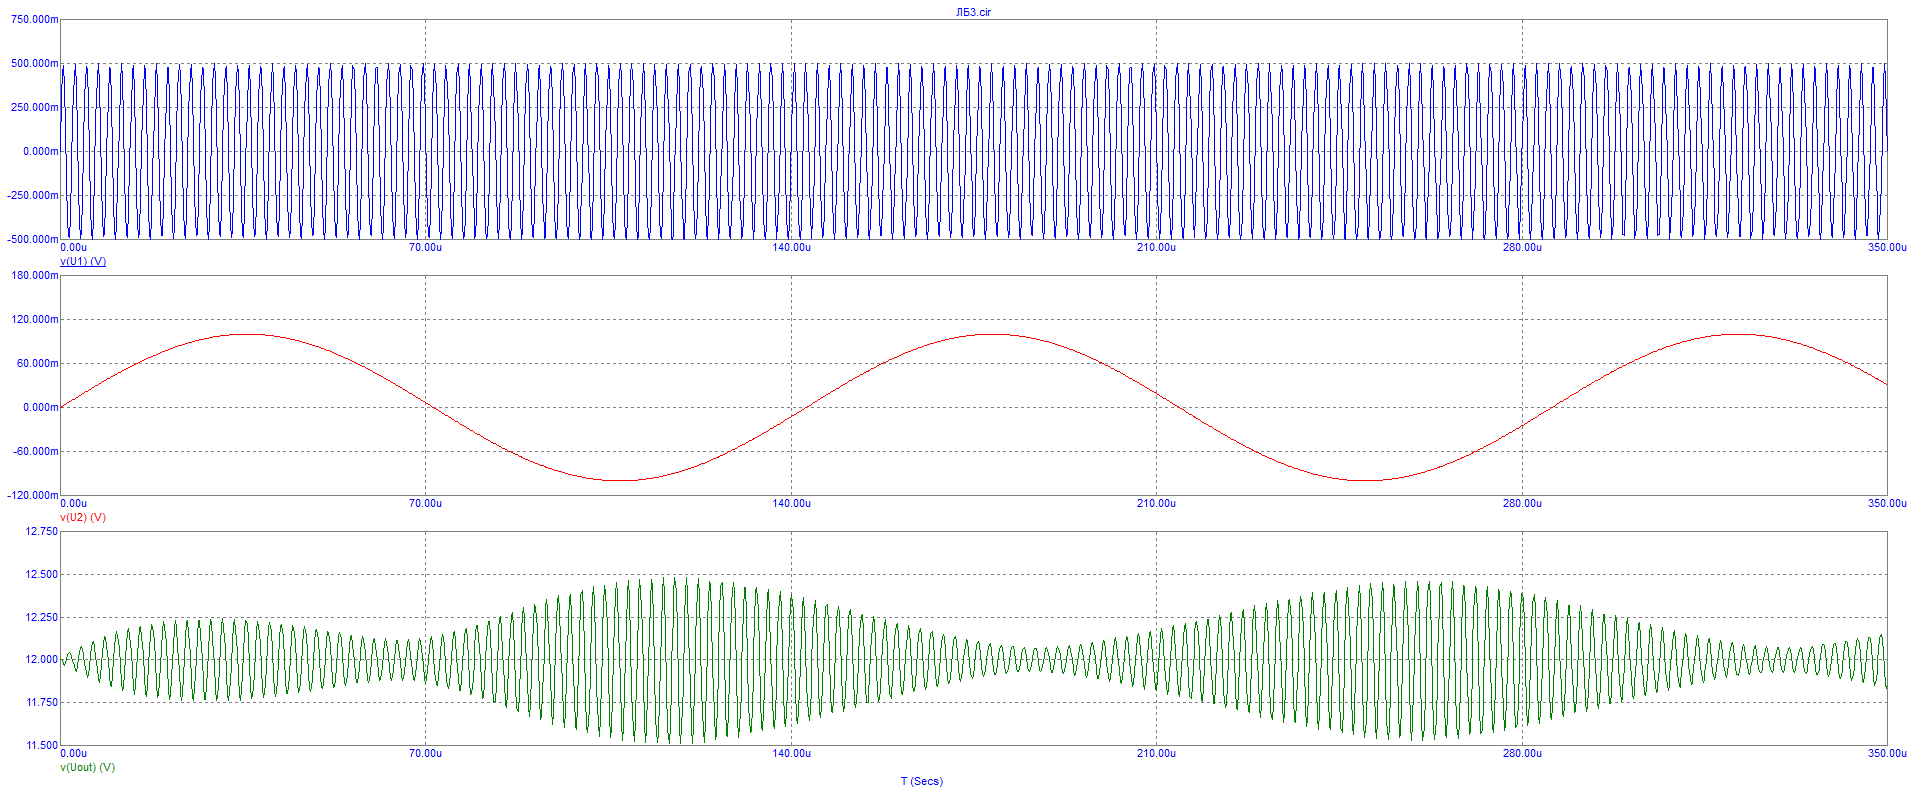 ЛБ3.cir
750.000m
500.000m
250.000m
0.000m
-250.000m
-500.000m
0.00u 70.00u 140.00u 210.00u 280.00u 350.00u
v(U1) (V)
180.000m
120.000m
60.000m
0.000m
-60.000m
-120.000m
0.00u 70.00u 140.00u 210.00u 280.00u 350.00u
v(U2) (V)
12.750
12.500
12.250
12.000
11.750
11.500
0.00u 70.00u 140.00u 210.00u 280.00u 350.00u
v(Uout) (V)
T (Secs)